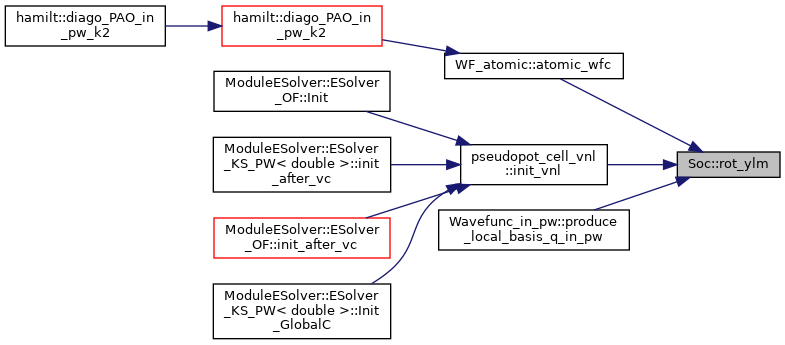 hamilt::diago_PAO_in
_pw_k2
hamilt::diago_PAO_in
_pw_k2
WF_atomic::atomic_wfc
ModuleESolver::ESolver
_OF::Init
ModuleESolver::ESolver
_KS_PW< double >::init
_after_vc
pseudopot_cell_vnl
::init_vnl
Soc::rot_ylm
ModuleESolver::ESolver
_OF::init_after_vc
Wavefunc_in_pw::produce
_local_basis_q_in_pw
ModuleESolver::ESolver
_KS_PW< double >::Init
_GlobalC